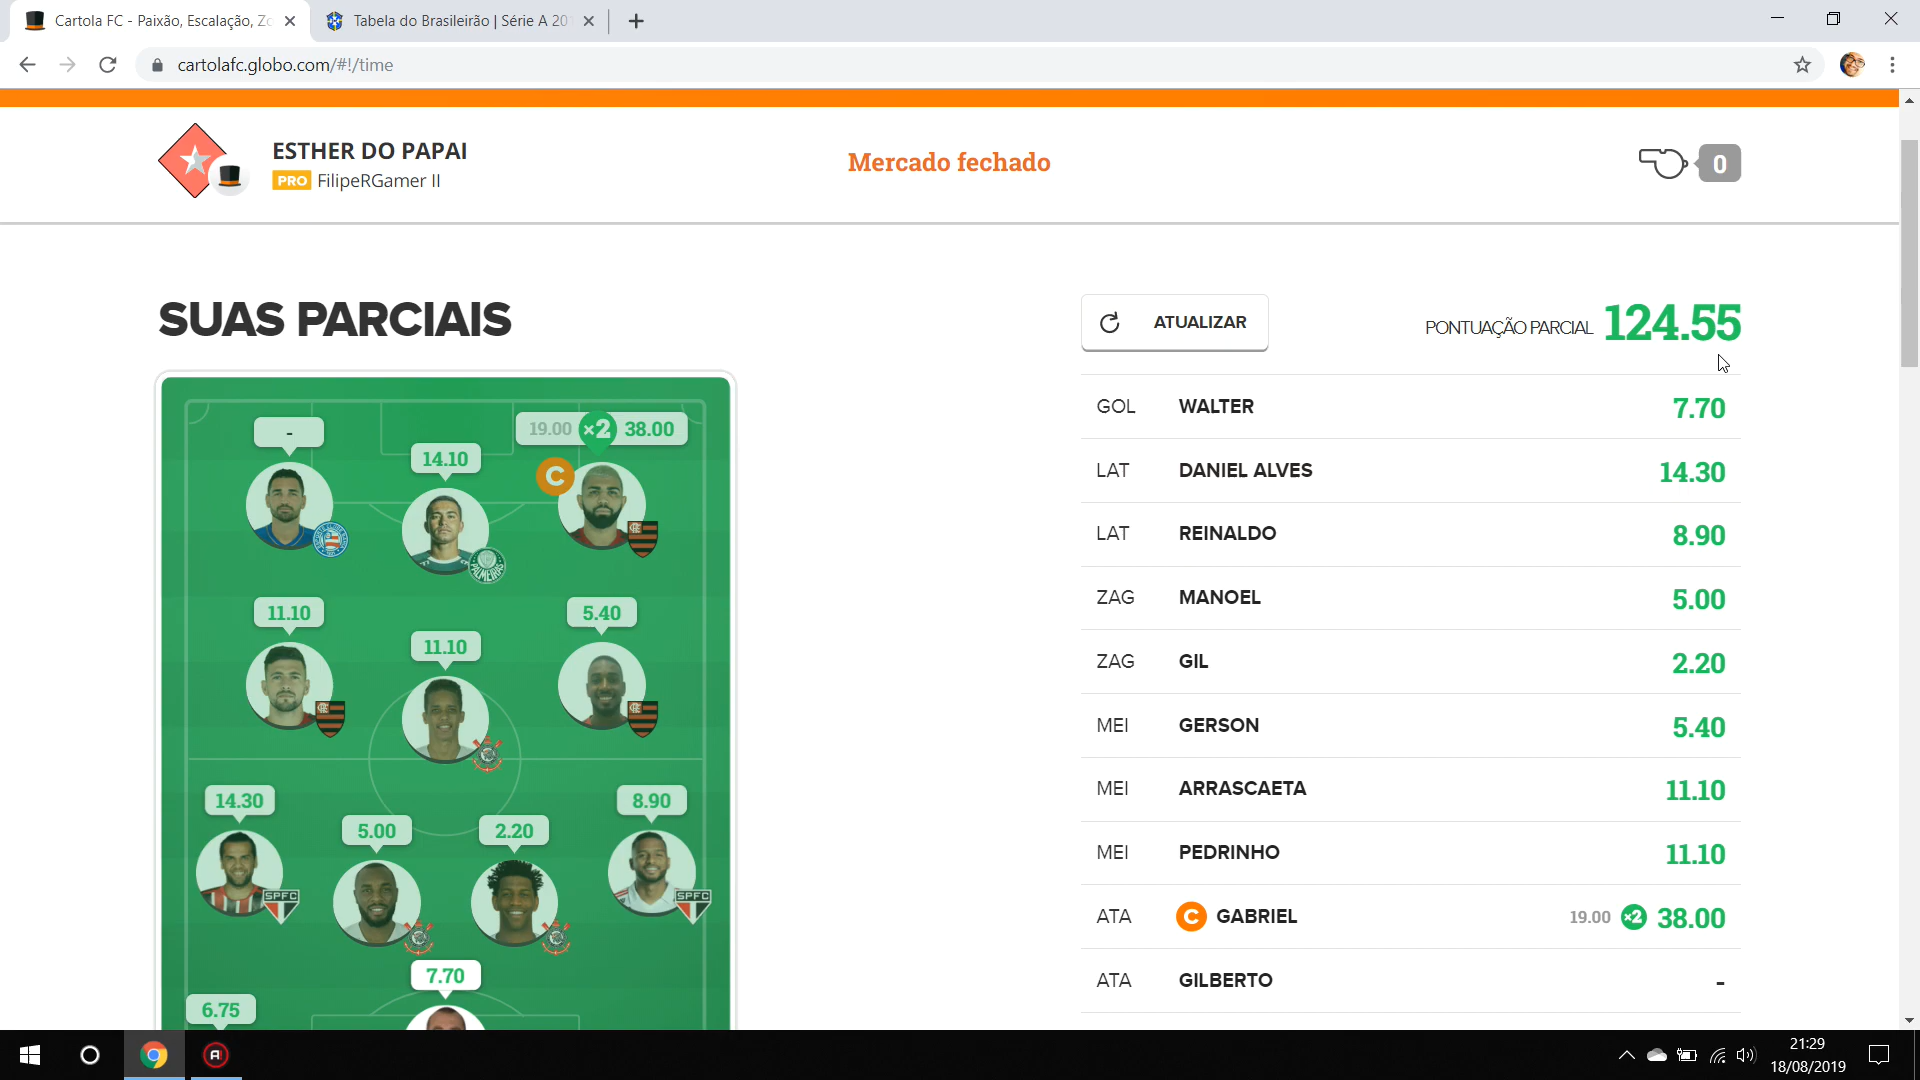 Cartola FC - Paixão, Escalação, Zo
Tabela do Brasileirão | Série A 20
cartolafc.globo.com/#!/time
ESTHER DO PAPAI
PRO FilipeRGamer II
Mercado fechado
0
SUAS PARCIAIS
ATUALIZAR
PONTUAÇÃO PARCIAL 124.55
-
14.10
19.00 ×2 38.00
C
PALMEIRAS
11.10
11.10
5.40
14.30
5.00
2.20
8.90
SPFC
SPFC
7.70
6.75
GOL WALTER 7.70
LAT DANIEL ALVES 14.30
LAT REINALDO 8.90
ZAG MANOEL 5.00
ZAG GIL 2.20
MEI GERSON 5.40
MEI ARRASCAETA 11.10
MEI PEDRINHO 11.10
ATA C GABRIEL 19.00 ×2 38.00
ATA GILBERTO -
21:29
18/08/2019